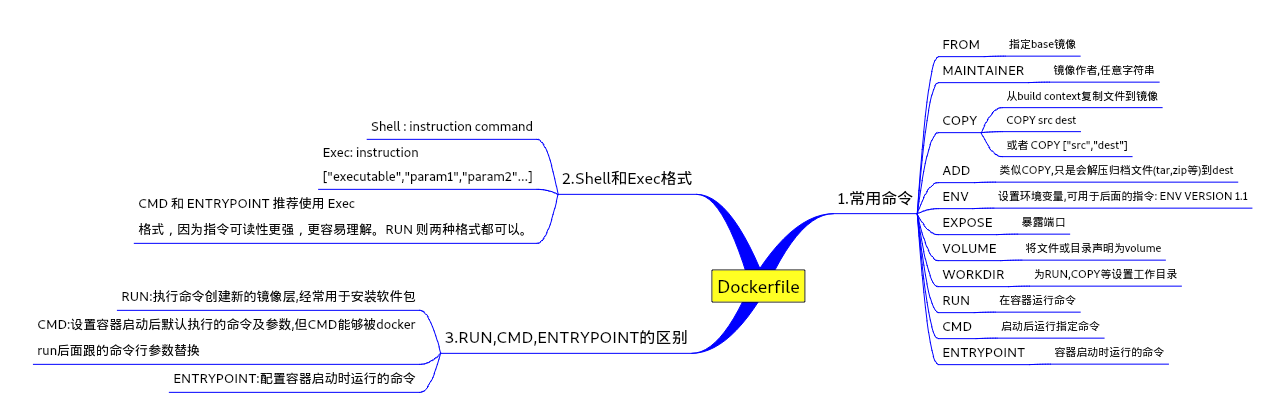 Dockerfile
1.常用命令
FROM
指定base镜像
MAINTAINER
镜像作者,任意字符串
COPY
从build context复制文件到镜像
COPY src dest
或者 COPY ["src","dest"]
ADD
类似COPY,只是会解压归档文件(tar,zip等)到dest
ENV
设置环境变量,可用于后面的指令: ENV VERSION 1.1
EXPOSE
暴露端口
VOLUME
将文件或目录声明为volume
WORKDIR
为RUN,COPY等设置工作目录
RUN
在容器运行命令
CMD
启动后运行指定命令
ENTRYPOINT
容器启动时运行的命令
2.Shell和Exec格式
Shell : instruction command
Exec: instruction
["executable","param1","param2"...]
CMD 和 ENTRYPOINT 推荐使用 Exec
格式，因为指令可读性更强，更容易理解。RUN 则两种格式都可以。
3.RUN,CMD,ENTRYPOINT的区别
RUN:执行命令创建新的镜像层,经常用于安装软件包
CMD:设置容器启动后默认执行的命令及参数,但CMD能够被docker
run后面跟的命令行参数替换
ENTRYPOINT:配置容器启动时运行的命令